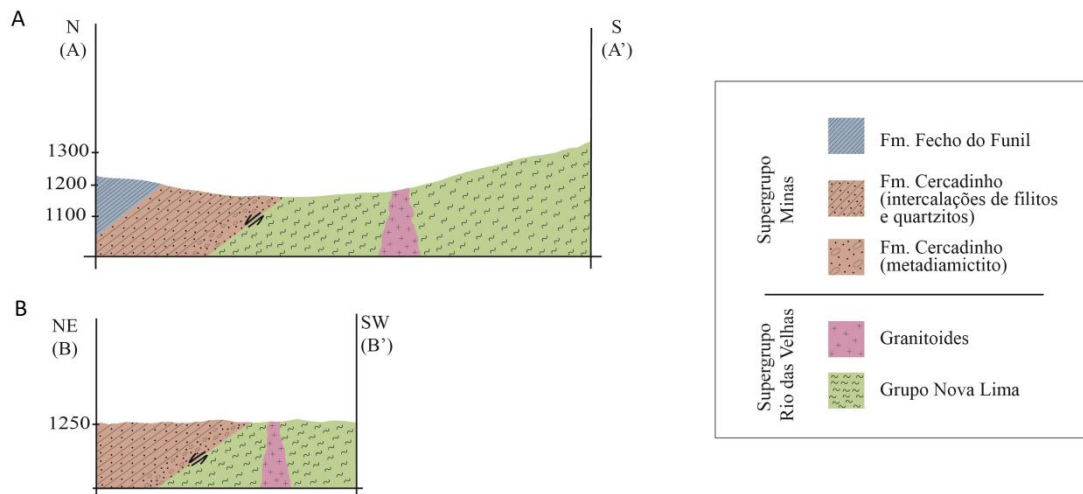 A
N
(A)
S
(A’)
1300
1200
1100
B
NE
(B)
SW
(B’)
1250
Supergrupo
Minas
Fm. Fecho do Funil
Fm. Cercadinho
(intercalações de filitos
e quartzitos)
Fm. Cercadinho
(metadiamictito)
Supergrupo
Rio das Velhas
Granitoides
Grupo Nova Lima